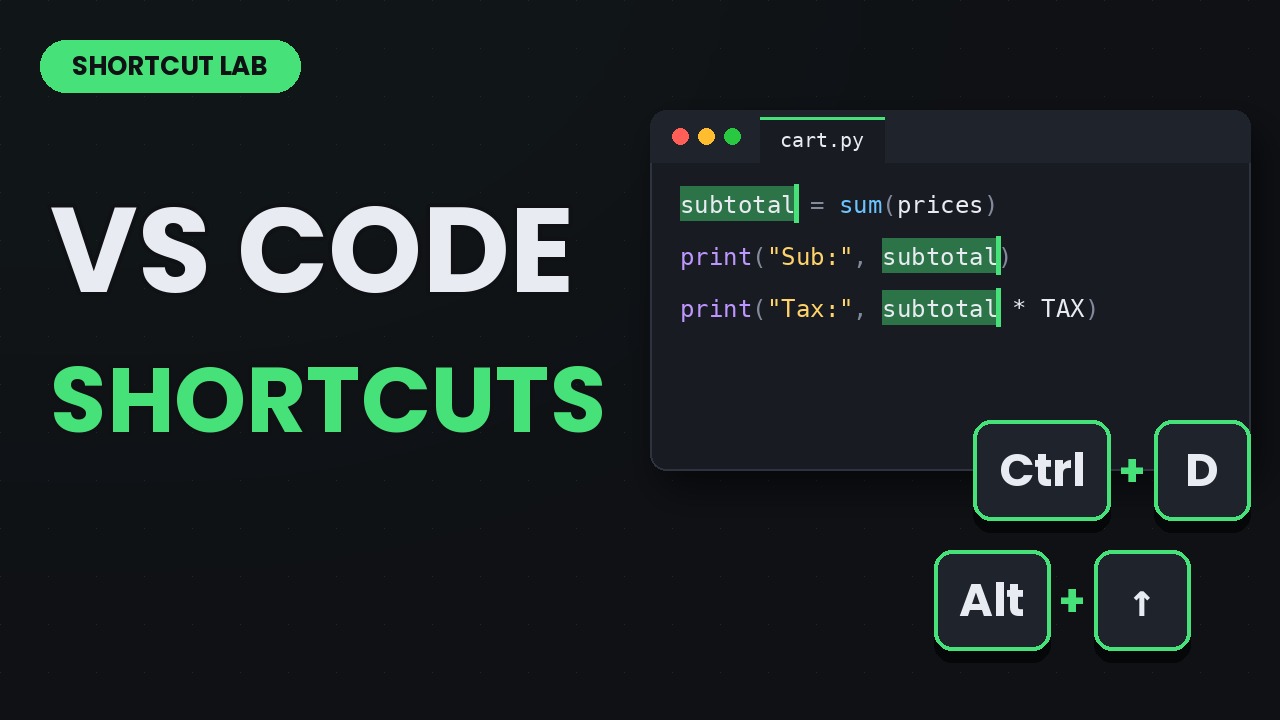 SHORTCUT LAB
VS CODE
SHORTCUTS
cart.py
subtotal = sum(prices)
print("Sub:", subtotal)
print("Tax:", subtotal * TAX)
Ctrl + D
Alt + ↑